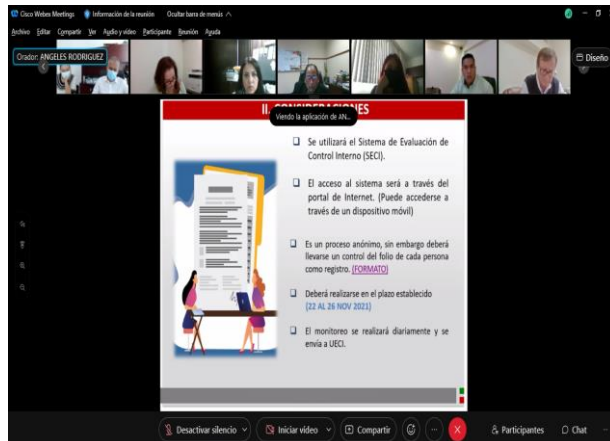 Cisco Webex Meetings Información de la reunión Ocultar barra de menús
Archivo Editar Compartir Ver Audio y vídeo Participante Reunión Ayuda
Orador: ANGELES RODRIGUEZ
Diseño
II. CONSIDERACIONES
Viendo la aplicación de AN...
Se utilizará el Sistema de Evaluación de
Control Interno (SECI).
El acceso al sistema será a través del
portal de Internet. (Puede accederse a
través de un dispositivo móvil)
Es un proceso anónimo, sin embargo deberá
llevarse un control del folio de cada persona
como registro. (FORMATO)
Deberá realizarse en el plazo establecido
(22 AL 26 NOV 2021)
El monitoreo se realizará diariamente y se
envía a UECI.
Desactivar silencio Iniciar vídeo Compartir Participantes Chat